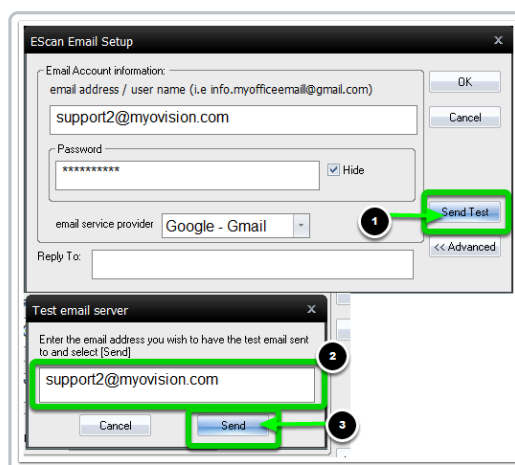 EScan Email Setup x
Email Account information:
email address / user name (i.e info.myofficeemail@gmail.com)
OK
support2@myovision.com
Cancel
Password
********** Hide
1
Send Test
email service provider Google - Gmail
<< Advanced
Reply To:
Test email server x
Enter the email address you wish to have the test email sent
to and select [Send]
2
support2@myovision.com
Cancel Send
3